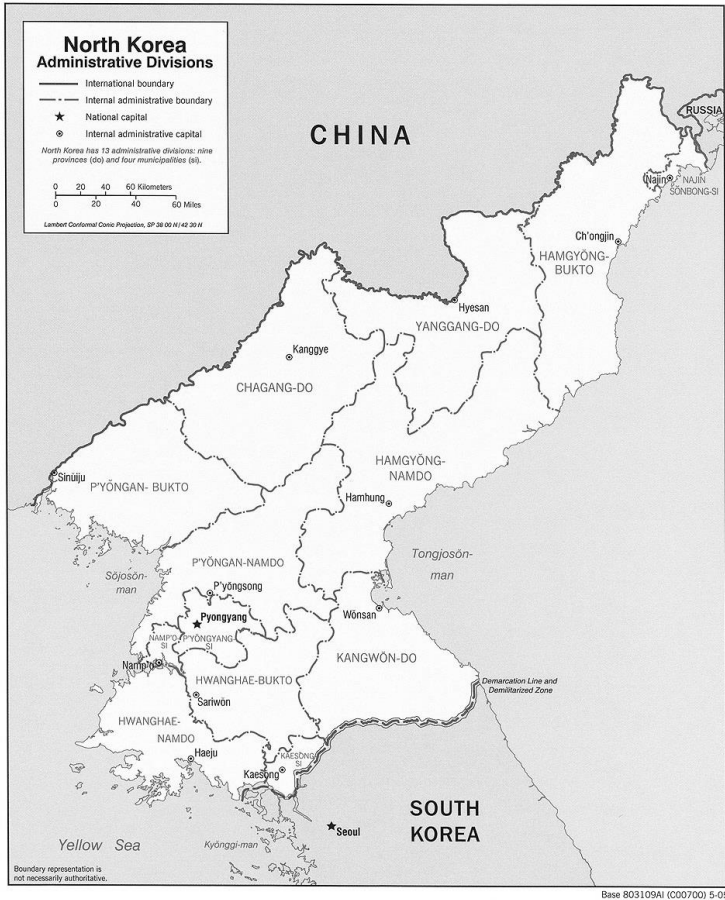 North Korea
Administrative Divisions
International boundary
Internal administrative boundary
National capital
Internal administrative capital
North Korea has 13 administrative divisions: nine
provinces (do) and four municipalities (si).
0 20 40 60 Kilometers
0 20 40 60 Miles
Lambert Conformal Conic Projection, SP 38 00 N / 42 30 N
CHINA
RUSSIA
Najin
NAJIN
SŎNBONG-SI
Ch'ongjin
HAMGYŎNG-
BUKTO
Hyesan
YANGGANG-DO
Kanggye
CHAGANG-DO
HAMGYŎNG-
NAMDO
Sinŭiju
P'YŎNGAN- BUKTO
Hamhung
P'YŎNGAN-NAMDO
Sŏjosŏn-
man
Tongjosŏn-
man
P'yŏngsong
Pyongyang
Wŏnsan
NAMP'O
SI
P'YŎNGYANG
SI
KANGWŎN-DO
Namp'o
HWANGHAE-BUKTO
Demarcation Line and
Demilitarized Zone
Sariwŏn
HWANGHAE-
NAMDO
Haeju
KAESŎNG
SI
Kaesŏng
SOUTH
KOREA
Seoul
Yellow Sea
Kyŏnggi-man
Boundary representation is
not necessarily authoritative.
Base 803109AI (C00700) 5-05